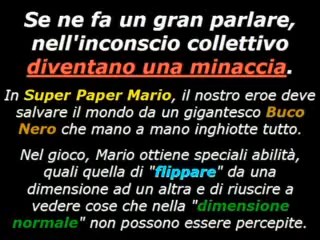 Se ne fa un gran parlare,
nell'inconscio collettivo
diventano una minaccia.
In Super Paper Mario, il nostro eroe deve
salvare il mondo da un gigantesco Buco
Nero che mano a mano inghiotte tutto.
Nel gioco, Mario ottiene speciali abilità,
quali quella di "flippare" da una
dimensione ad un altra e di riuscire a
vedere cose che nella "dimensione
normale" non possono essere percepite.